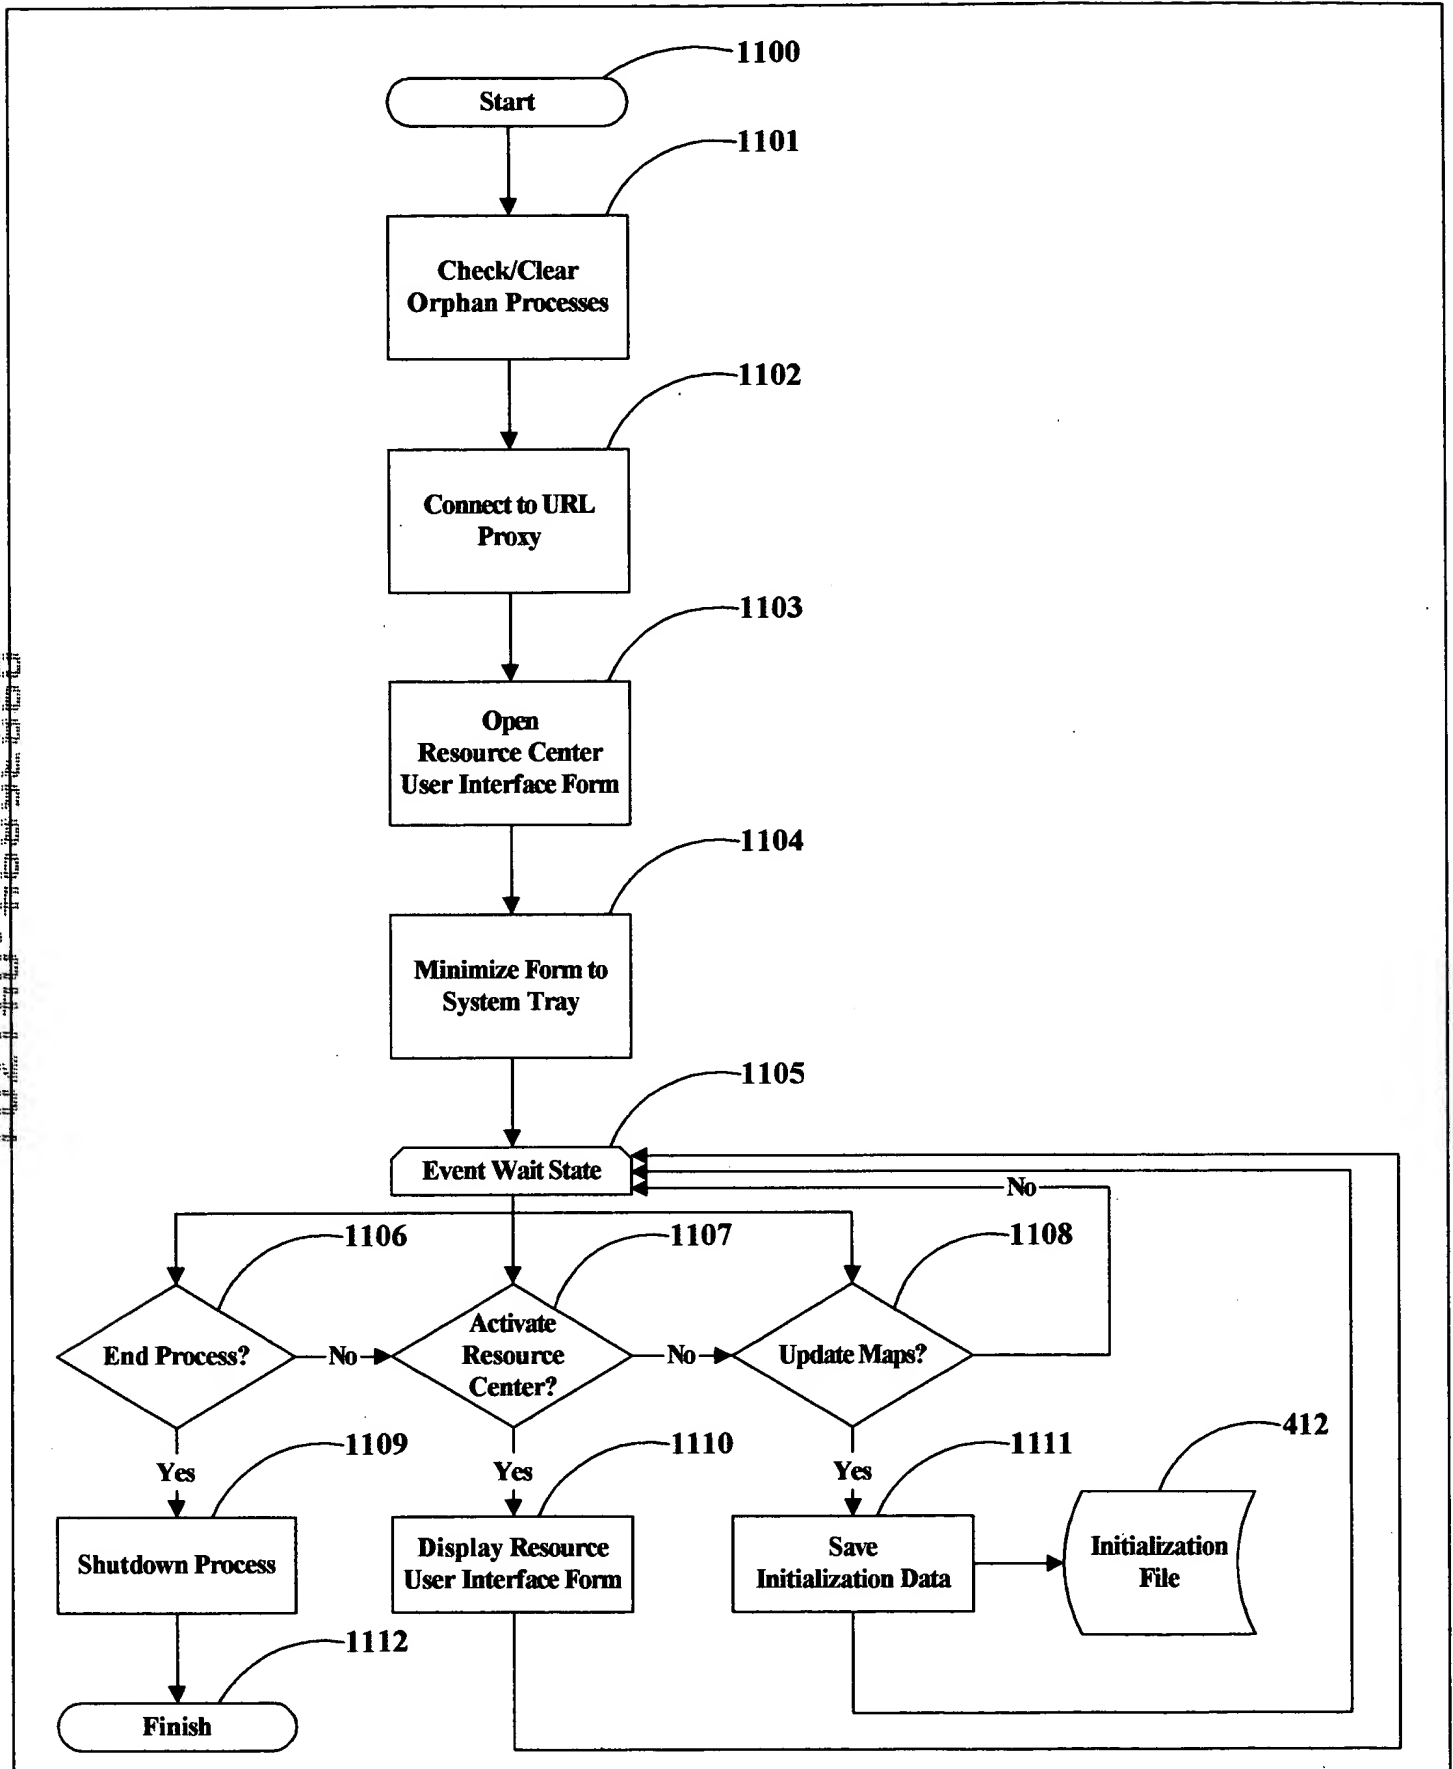 1100
Start
1101
Check/Clear
Orphan Processes
1102
Connect to URL
Proxy
1103
Open
Resource Center
User Interface Form
1104
Minimize Form to
System Tray
1105
Event Wait State
No
1106
1107
1108
End Process?
No
Activate
Resource
Center?
No
Update Maps?
412
1109
1110
1111
Yes
Yes
Yes
Shutdown Process
Display Resource
User Interface Form
Save
Initialization Data
Initialization
File
1112
Finish